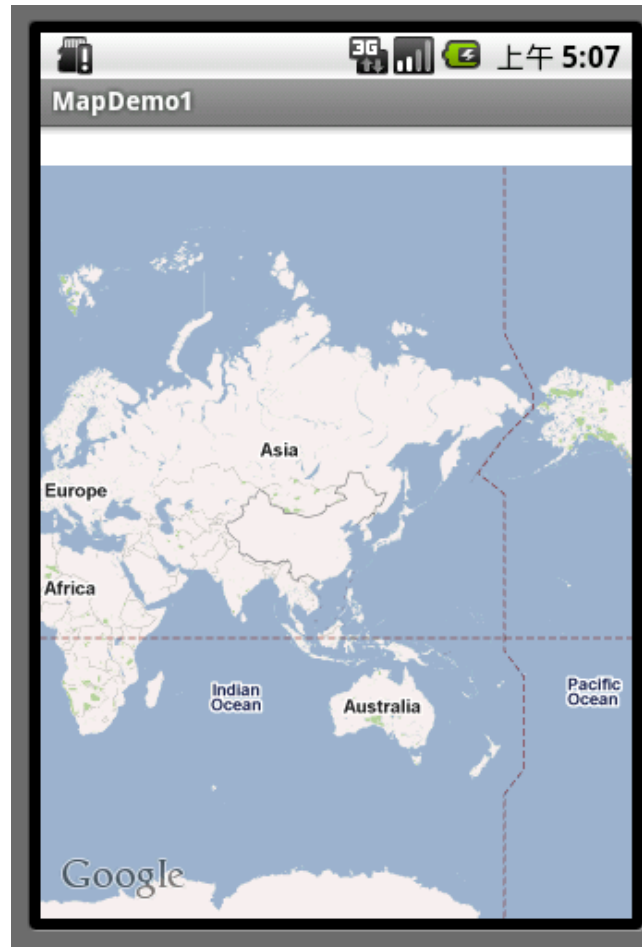 3G 上午 5:07
MapDemo1
Asia
Europe
Africa
Indian
Ocean
Australia
Pacific
Ocean
Google